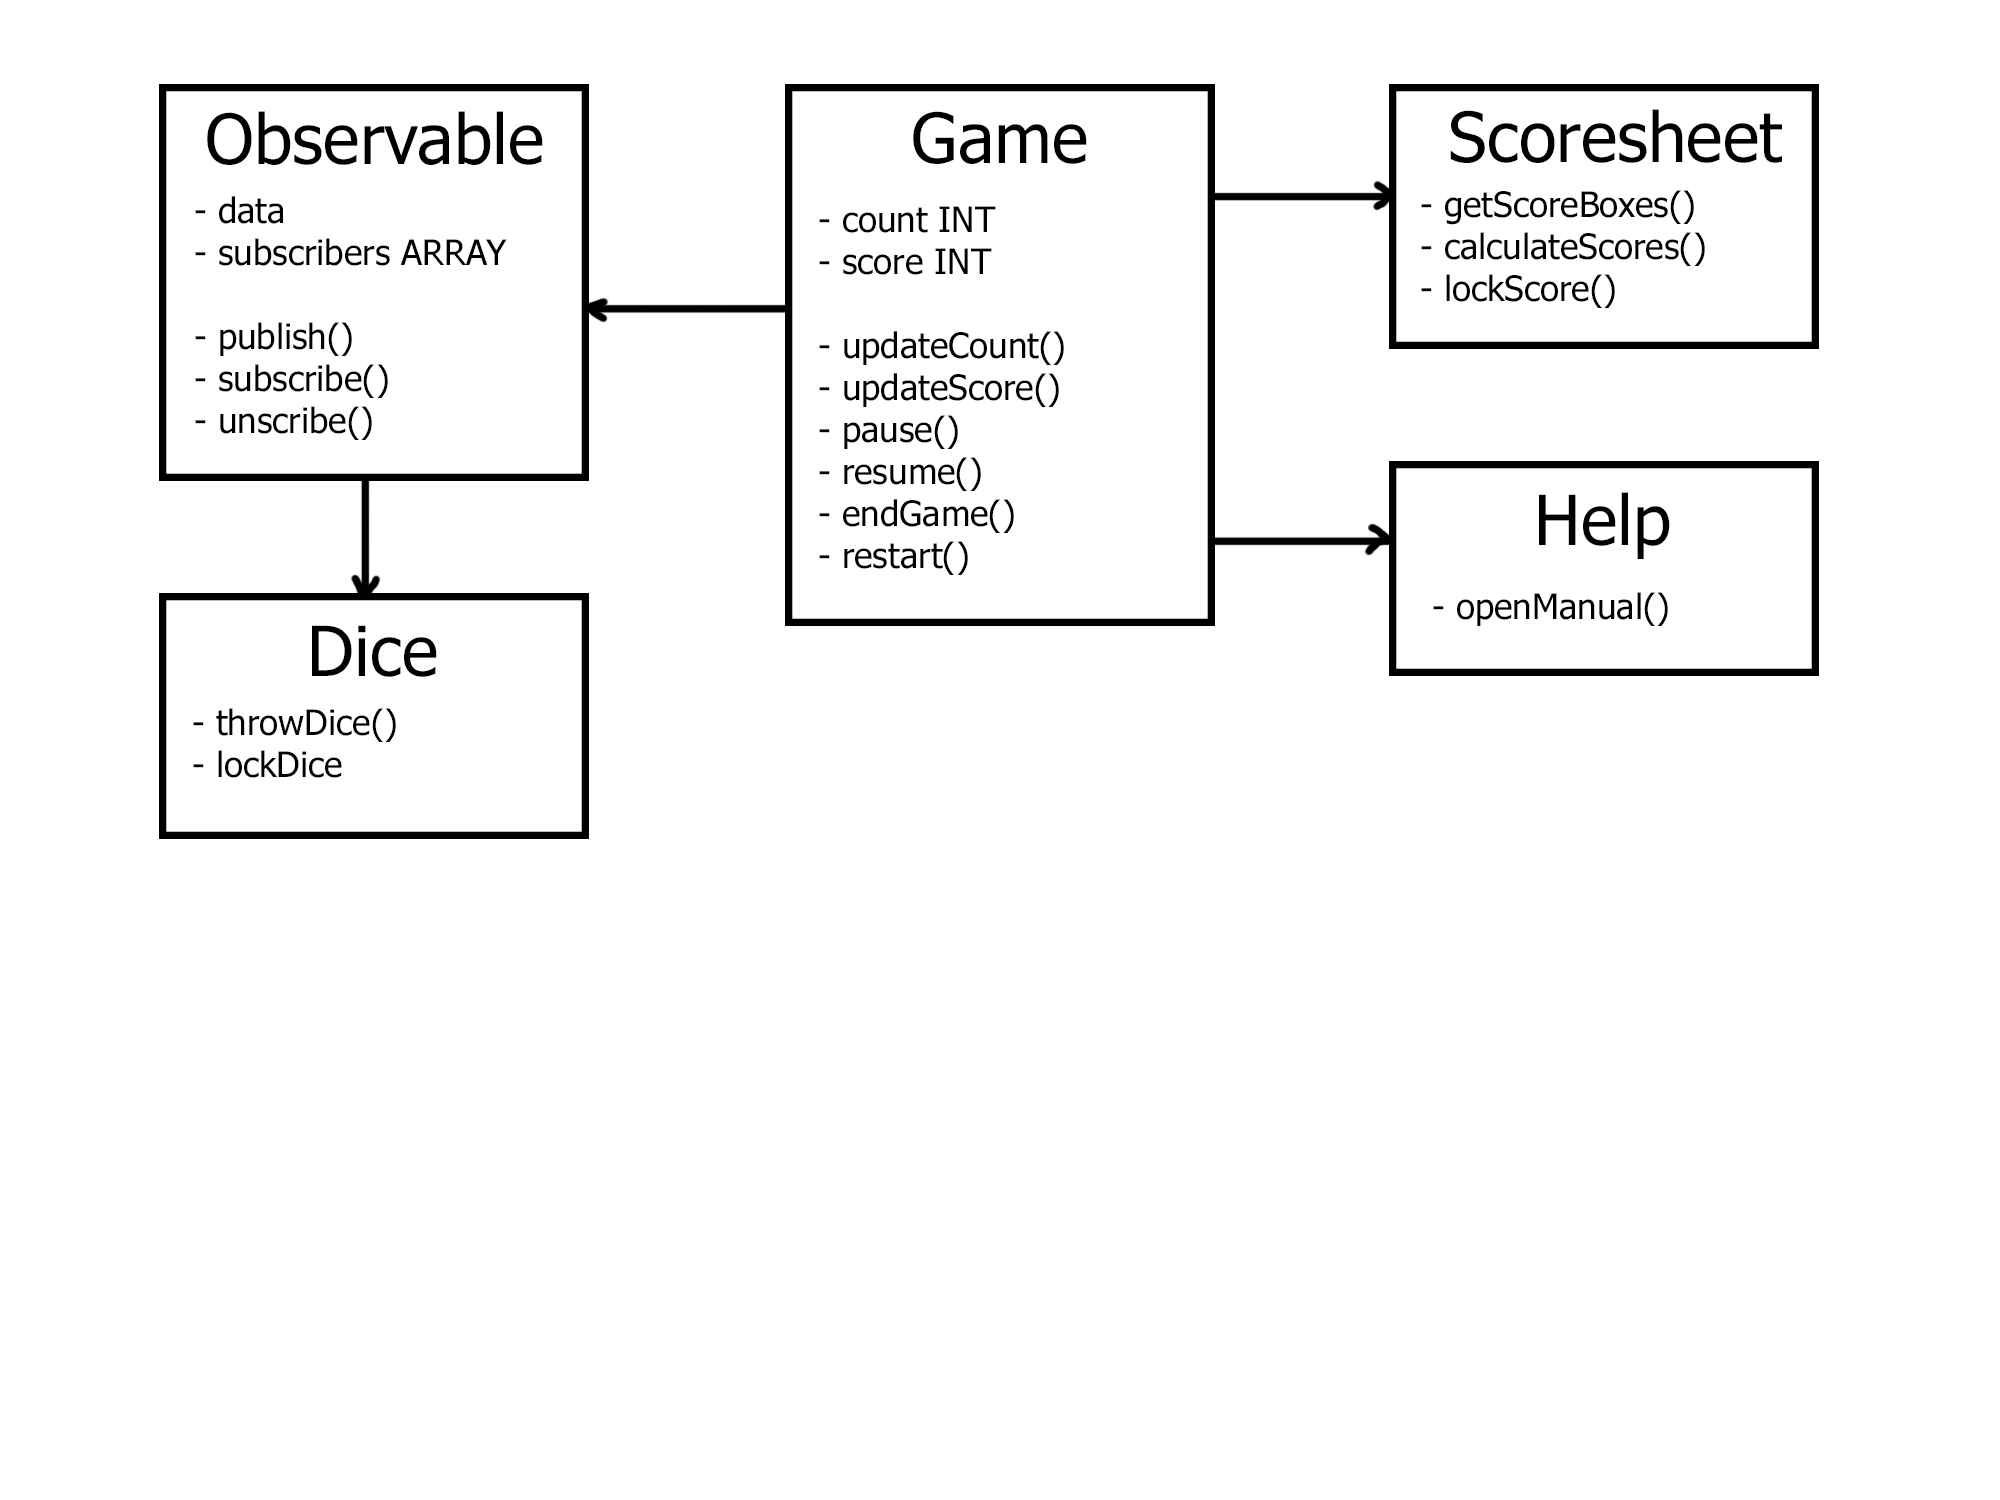 Observable
- data
- subscribers ARRAY
- publish()
- subscribe()
- unscribe()
Dice
- throwDice()
- lockDice
Game
- count INT
- score INT
- updateCount()
- updateScore()
- pause()
- resume()
- endGame()
- restart()
Scoresheet
- getScoreBoxes()
- calculateScores()
- lockScore()
Help
- openManual()